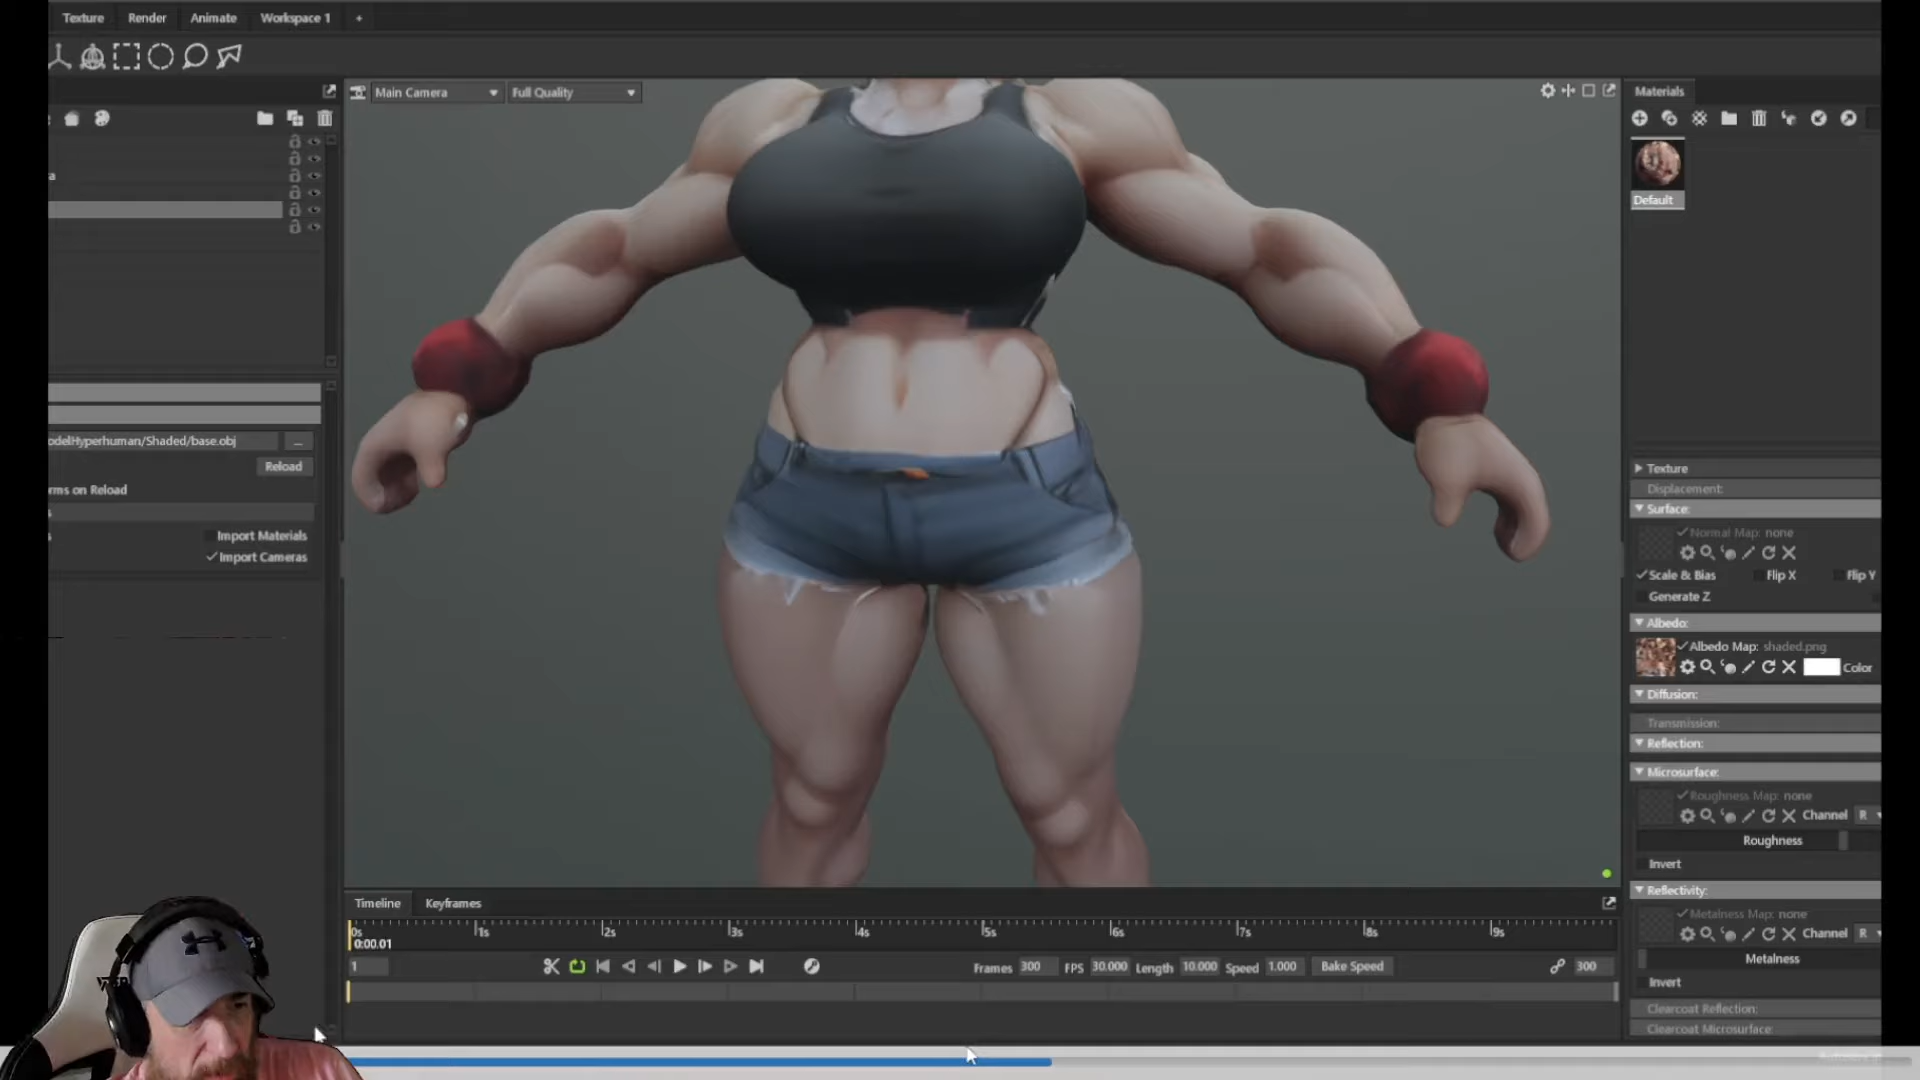 Texture Render Animate Workspace 1 +
Main Camera Full Quality
Materials
Default
a
odelHyperhuman/Shaded/base.obj ...
Reload
rms on Reload
s
s Import Materials
Import Cameras
Texture
Displacement:
Surface:
Normal Map: none
Scale & Bias Flip X Flip Y
Generate Z
Albedo:
Albedo Map: shaded.png
Color
Diffusion:
Transmission:
Reflection:
Microsurface:
Roughness Map: none
Channel R
Roughness
Invert
Reflectivity:
Metalness Map: none
Channel R
Metalness
Invert
Clearcoat Reflection:
Clearcoat Microsurface:
Timeline Keyframes
0s 1s 2s 3s 4s 5s 6s 7s 8s 9s
0:00.01
1 Frames 300 FPS 30.000 Length 10.000 Speed 1.000 Bake Speed 300